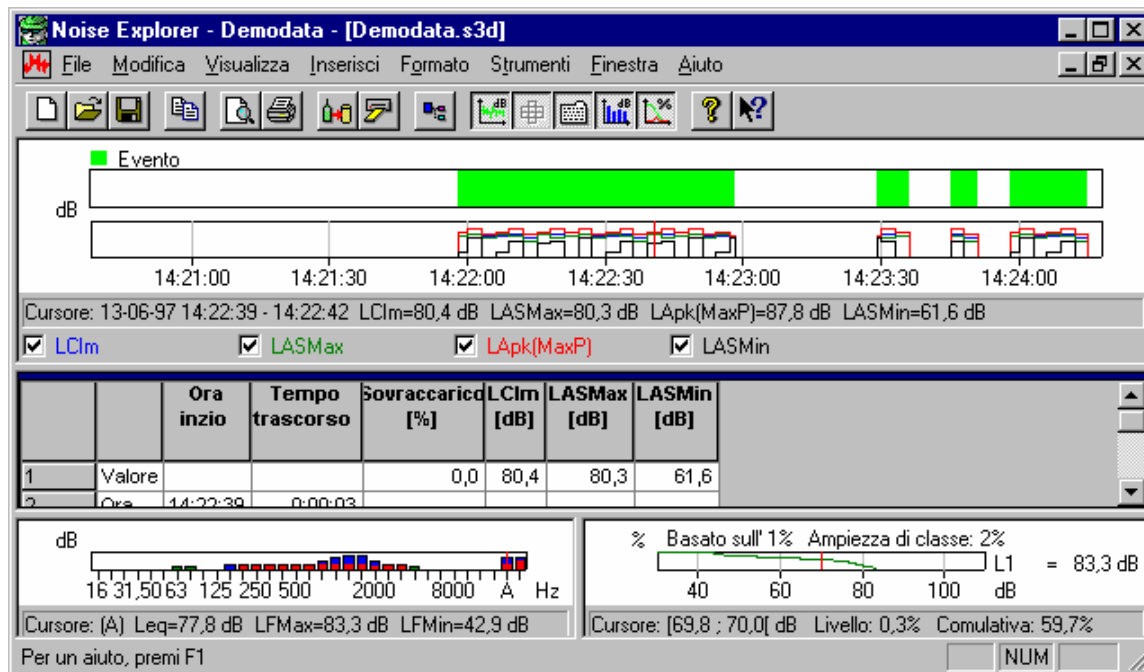 Noise Explorer - Demodata - [Demodata.s3d]
File Modifica Visualizza Inserisci Formato Strumenti Finestra Aiuto
Evento
dB
14:21:00 14:21:30 14:22:00 14:22:30 14:23:00 14:23:30 14:24:00
Cursore: 13-06-97 14:22:39 - 14:22:42 LCIm=80,4 dB LASMax=80,3 dB LApk(MaxP)=87,8 dB LASMin=61,6 dB
LCIm LASMax LApk(MaxP) LASMin
Ora inzio Tempo trascorso Sovraccarico [%] LCIm [dB] LASMax [dB] LASMin [dB]
1 Valore 0,0 80,4 80,3 61,6
2 Ora 14:22:39 0:00:03
dB
16 31,50 63 125 250 500 2000 8000 A Hz
Cursore: (A) Leq=77,8 dB LFMax=83,3 dB LFMin=42,9 dB
% Basato sull' 1% Ampiezza di classe: 2%
L1 = 83,3 dB
40 60 80 100 dB
Cursore: [69,8 ; 70,0[ dB Livello: 0,3% Comulativa: 59,7%
Per un aiuto, premi F1 NUM